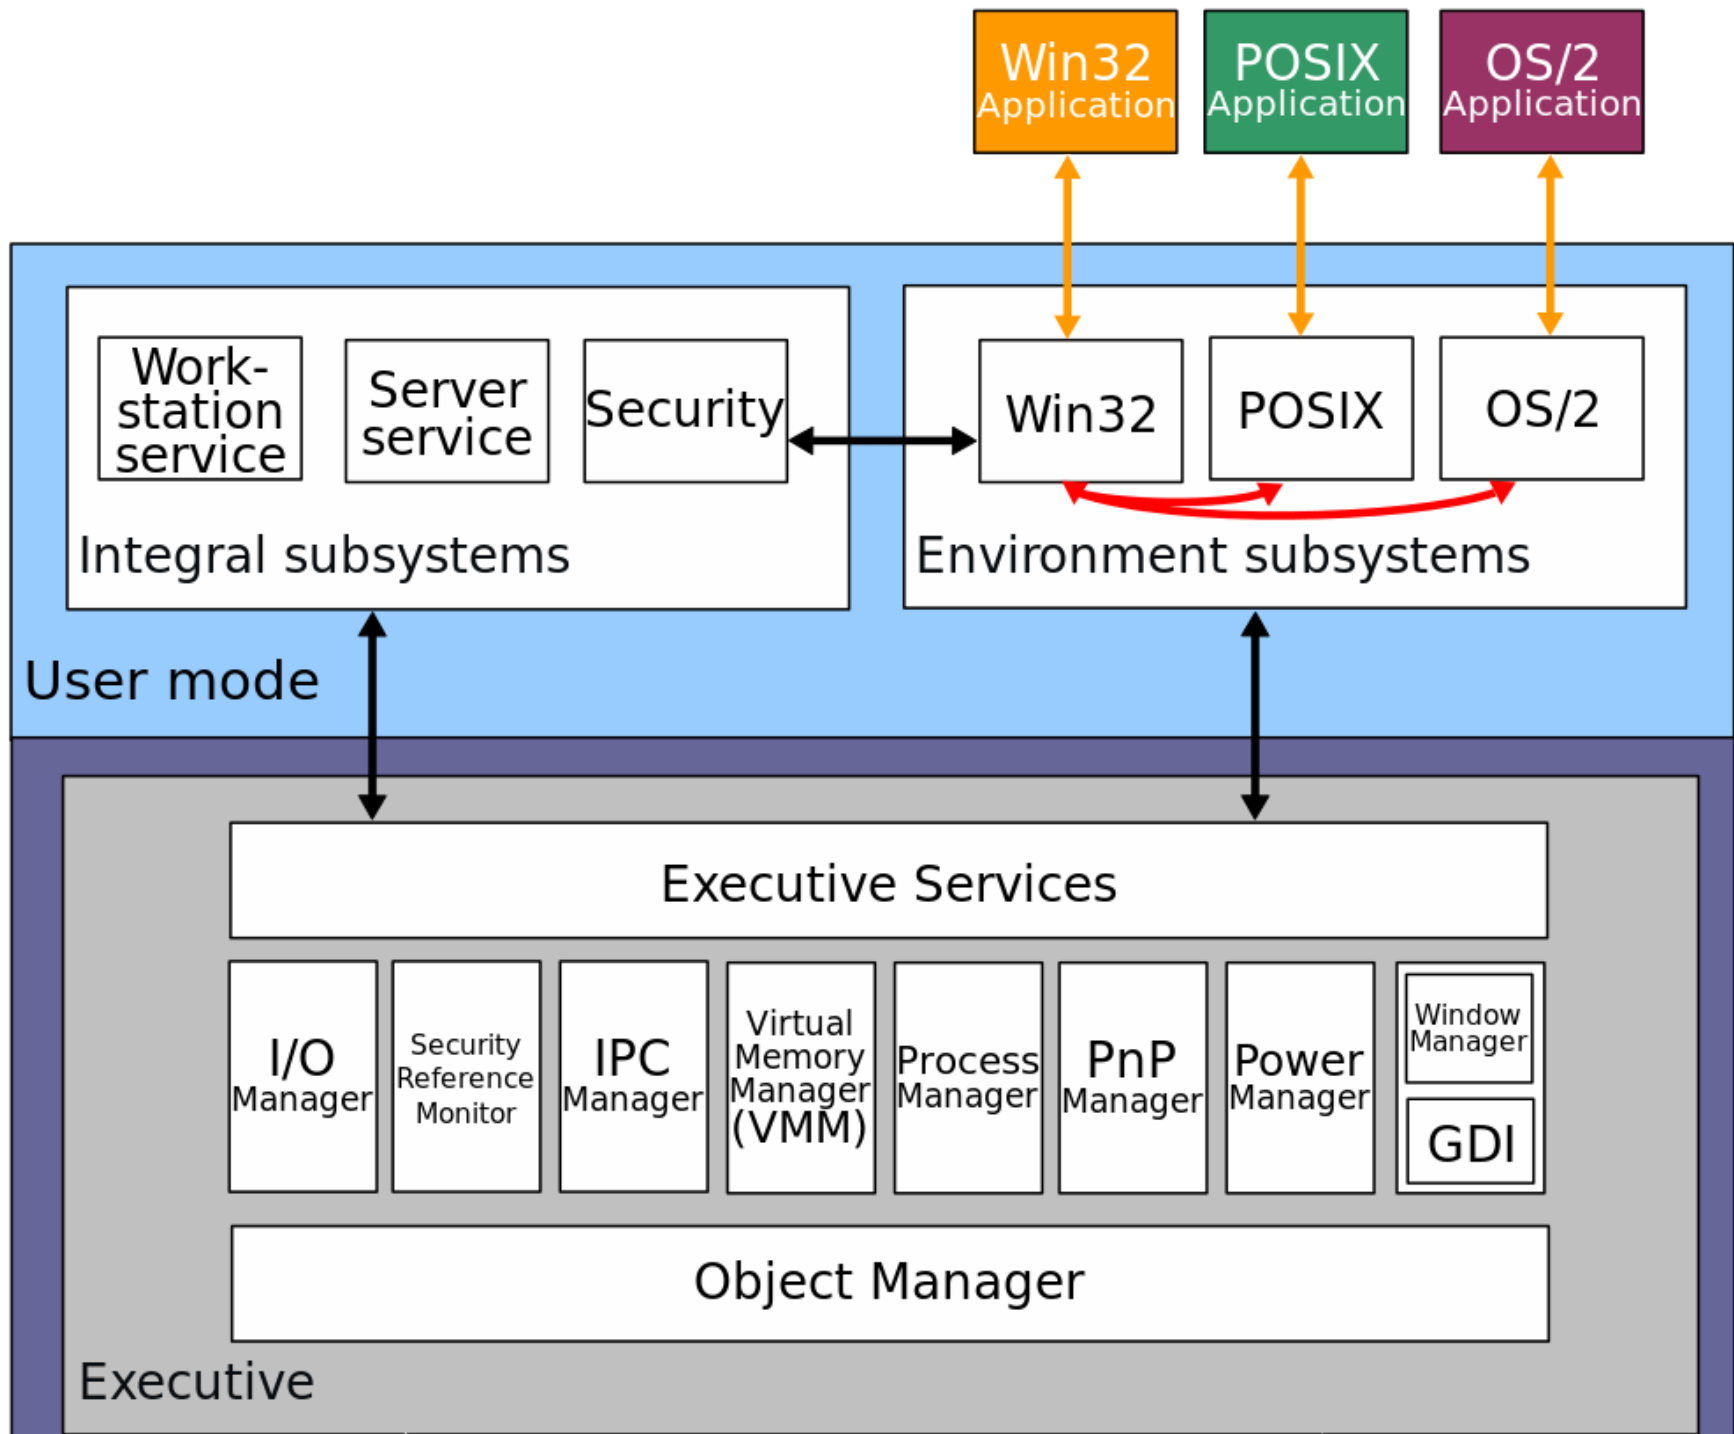 Win32
Application
POSIX
Application
OS/2
Application
Work-
station
service
Server
service
Security
Integral subsystems
Win32
POSIX
OS/2
Environment subsystems
User mode
Executive Services
I/O
Manager
Security
Reference
Monitor
IPC
Manager
Virtual
Memory
Manager
(VMM)
Process
Manager
PnP
Manager
Power
Manager
Window
Manager
GDI
Object Manager
Executive